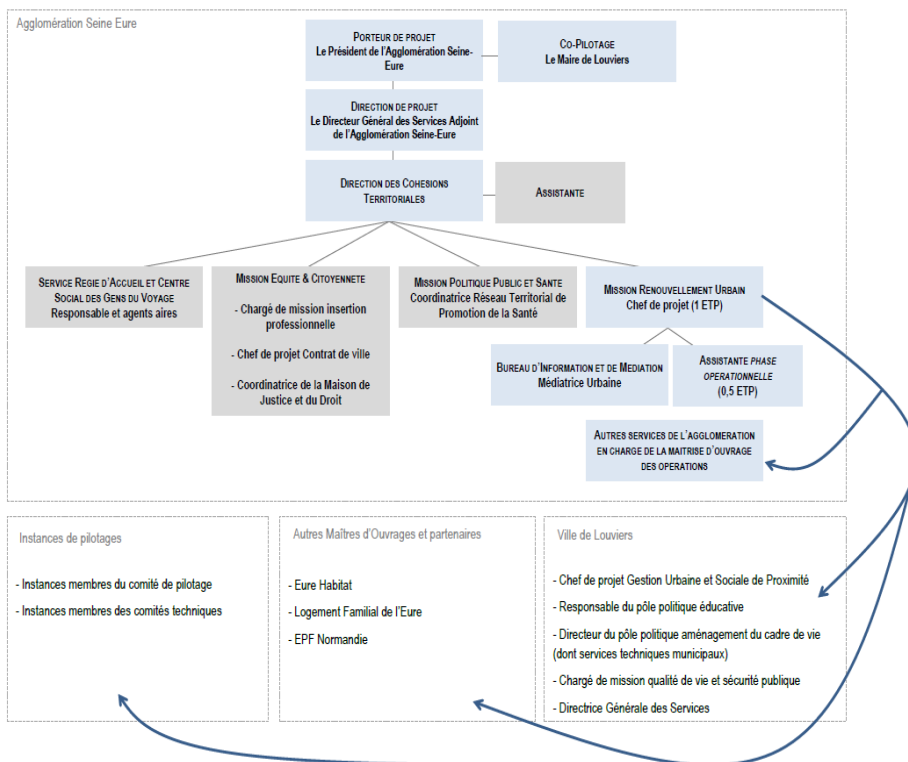 Agglomération Seine Eure
PORTEUR DE PROJET
Le Président de l'Agglomération Seine-
Eure
CO-PILOTAGE
Le Maire de Louviers
DIRECTION DE PROJET
Le Directeur Général des Services Adjoint
de l'Agglomération Seine-Eure
DIRECTION DES COHESIONS
TERRITORIALES
ASSISTANTE
SERVICE REGIE D'ACCUEIL ET CENTRE
SOCIAL DES GENS DU VOYAGE
Responsable et agents aires
MISSION EQUITE & CITOYENNETE
- Chargé de mission insertion
professionnelle
- Chef de projet Contrat de ville
- Coordinatrice de la Maison de
Justice et du Droit
MISSION POLITIQUE PUBLIC ET SANTE
Coordinatrice Réseau Territorial de
Promotion de la Santé
MISSION RENOUVELLEMENT URBAIN
Chef de projet (1 ETP)
BUREAU D'INFORMATION ET DE MEDIATION
Médiatrice Urbaine
ASSISTANTE PHASE
OPERATIONNELLE
(0,5 ETP)
AUTRES SERVICES DE L'AGGLOMERATION
EN CHARGE DE LA MAITRISE D'OUVRAGE
DES OPERATIONS
Instances de pilotages
- Instances membres du comité de pilotage
- Instances membres des comités techniques
Autres Maîtres d'Ouvrages et partenaires
- Eure Habitat
- Logement Familial de l'Eure
- EPF Normandie
Ville de Louviers
- Chef de projet Gestion Urbaine et Sociale de Proximité
- Responsable du pôle politique éducative
- Directeur du pôle politique aménagement du cadre de vie
(dont services techniques municipaux)
- Chargé de mission qualité de vie et sécurité publique
- Directrice Générale des Services